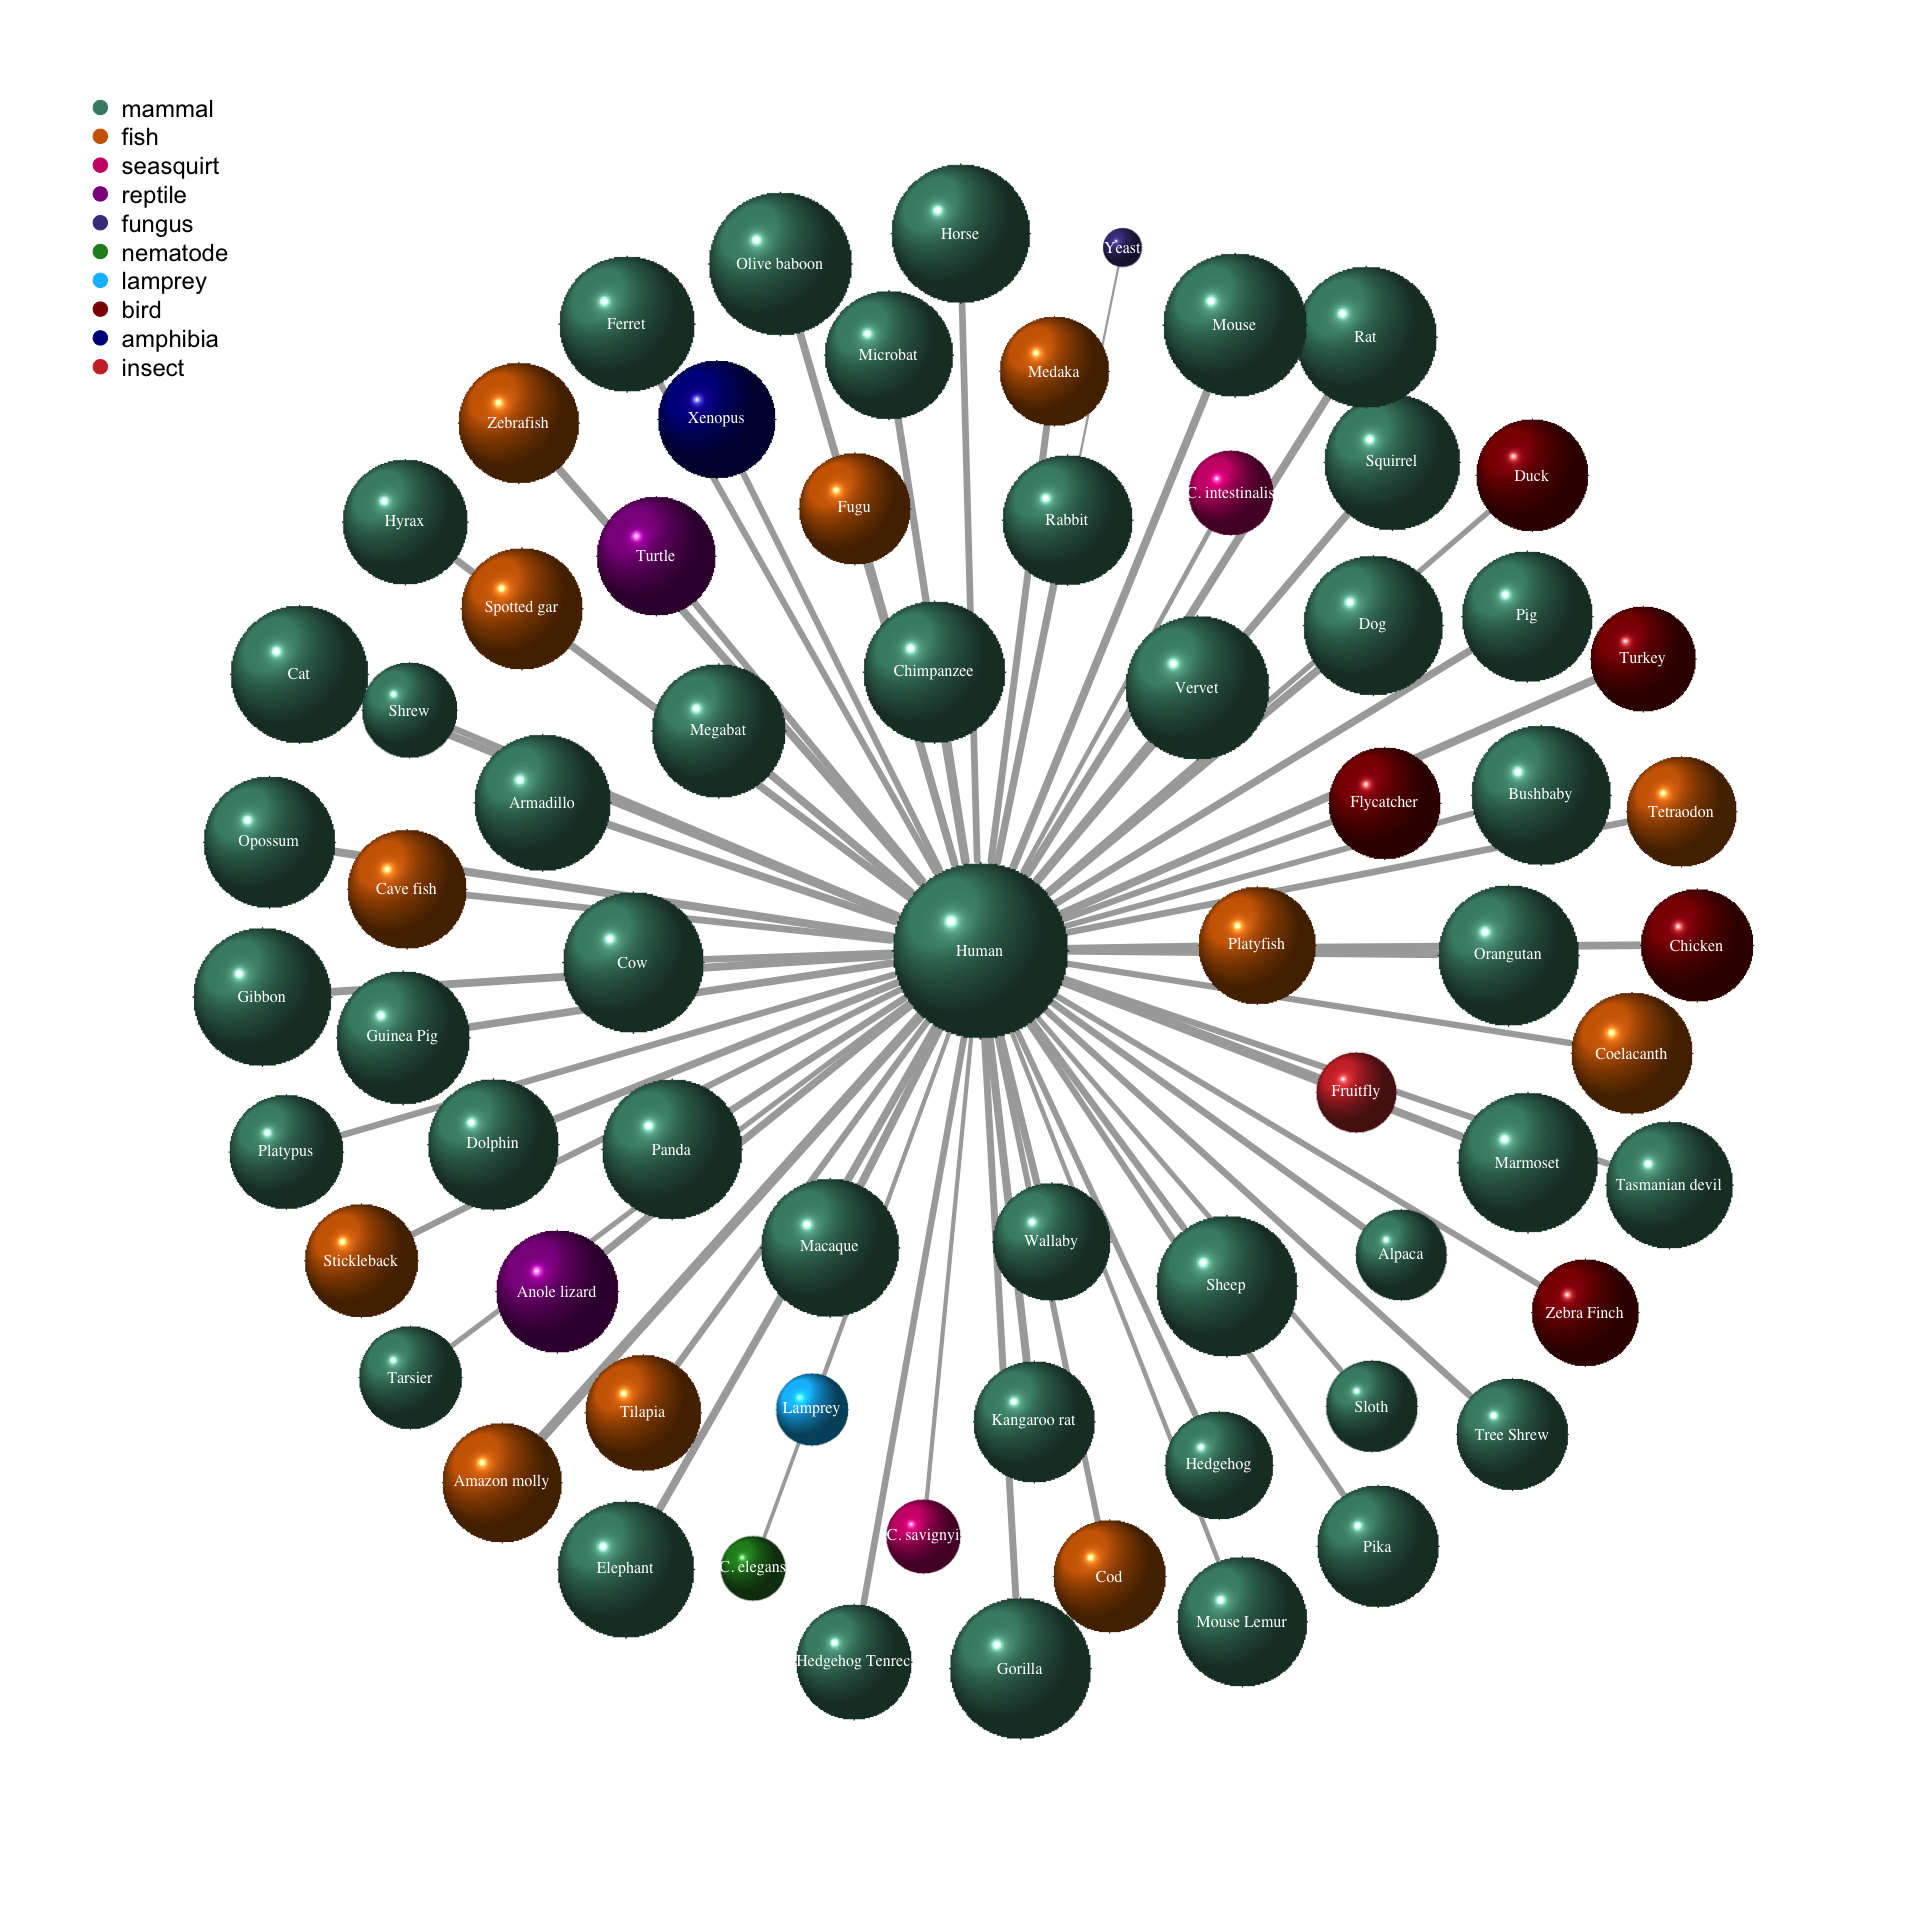 mammal
fish
seasquirt
reptile
fungus
nematode
lamprey
bird
amphibia
insect
Horse
Yeast
Olive baboon
Ferret
Mouse
Rat
Microbat
Medaka
Xenopus
Zebrafish
Squirrel
Duck
C. intestinalis
Fugu
Rabbit
Hyrax
Turtle
Spotted gar
Dog
Pig
Turkey
Cat
Chimpanzee
Vervet
Shrew
Megabat
Bushbaby
Armadillo
Flycatcher
Tetraodon
Opossum
Cave fish
Platyfish
Chicken
Human
Orangutan
Cow
Gibbon
Guinea Pig
Coelacanth
Fruitfly
Dolphin
Panda
Platypus
Marmoset
Tasmanian devil
Wallaby
Macaque
Alpaca
Stickleback
Sheep
Anole lizard
Zebra Finch
Tarsier
Lamprey
Sloth
Tilapia
Kangaroo rat
Tree Shrew
Hedgehog
Amazon molly
C. savignyi
Pika
C. elegans
Elephant
Cod
Mouse Lemur
Hedgehog Tenrec
Gorilla